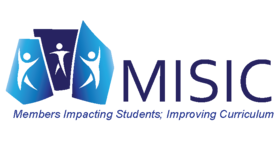 MISIC
Members Impacting Students; Improving Curriculum